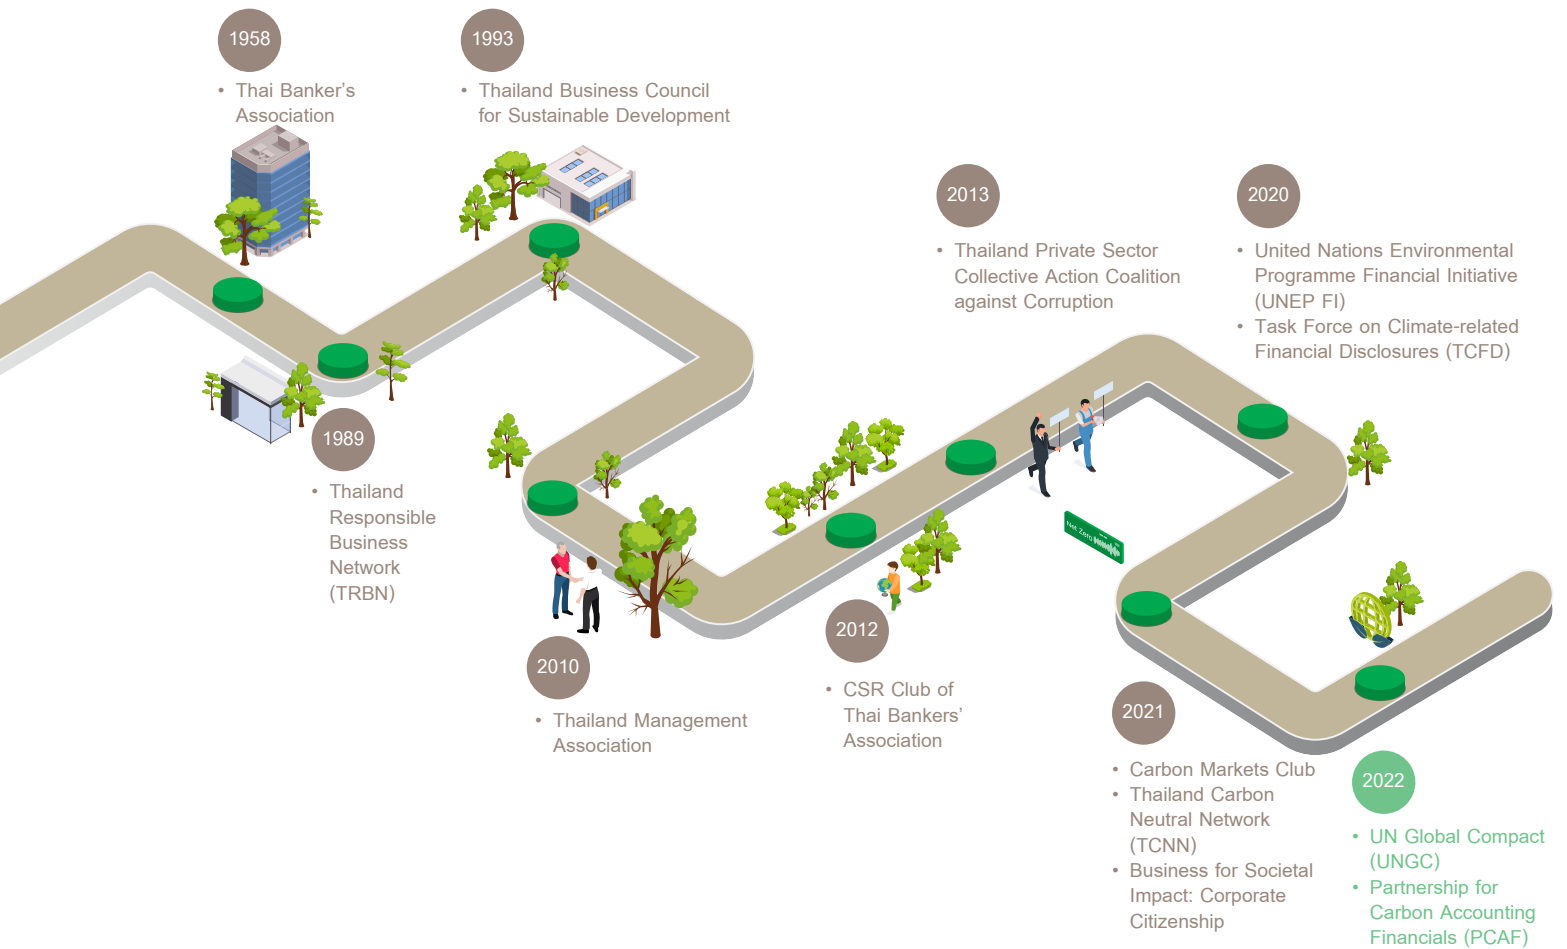 1958
• Thai Banker's
Association
1993
• Thailand Business Council
for Sustainable Development
1989
• Thailand
Responsible
Business
Network
(TRBN)
2010
• Thailand Management
Association
2012
• CSR Club of
Thai Bankers'
Association
2013
• Thailand Private Sector
Collective Action Coalition
against Corruption
2020
• United Nations Environmental
Programme Financial Initiative
(UNEP FI)
• Task Force on Climate-related
Financial Disclosures (TCFD)
Net Zero
2021
• Carbon Markets Club
• Thailand Carbon
Neutral Network
(TCNN)
• Business for Societal
Impact: Corporate
Citizenship
2022
• UN Global Compact
(UNGC)
• Partnership for
Carbon Accounting
Financials (PCAF)